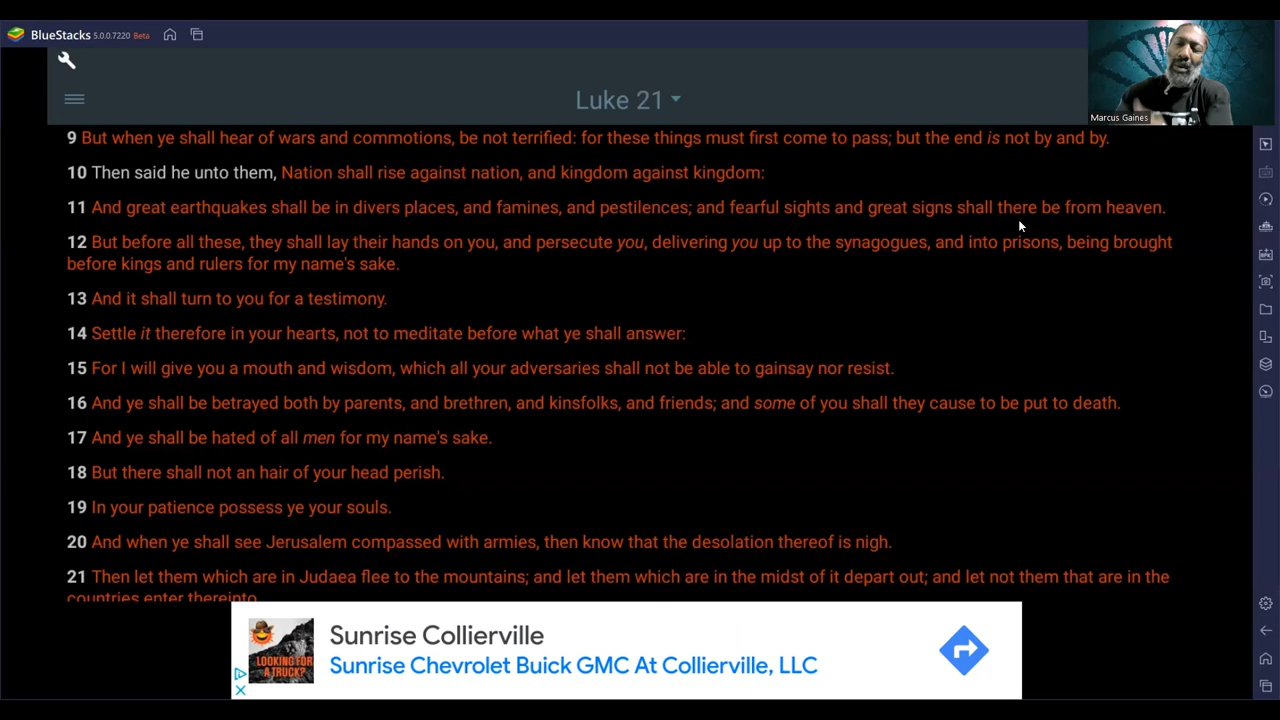 BlueStacks 5.0.0.7220 Beta
Marcus Gaines
Luke 21
9 But when ye shall hear of wars and commotions, be not terrified: for these things must first come to pass; but the end is not by and by.
10 Then said he unto them, Nation shall rise against nation, and kingdom against kingdom:
11 And great earthquakes shall be in divers places, and famines, and pestilences; and fearful sights and great signs shall there be from heaven.
12 But before all these, they shall lay their hands on you, and persecute you, delivering you up to the synagogues, and into prisons, being brought
before kings and rulers for my name's sake.
13 And it shall turn to you for a testimony.
14 Settle it therefore in your hearts, not to meditate before what ye shall answer:
15 For I will give you a mouth and wisdom, which all your adversaries shall not be able to gainsay nor resist.
16 And ye shall be betrayed both by parents, and brethren, and kinsfolks, and friends; and some of you shall they cause to be put to death.
17 And ye shall be hated of all men for my name's sake.
18 But there shall not an hair of your head perish.
19 In your patience possess ye your souls.
20 And when ye shall see Jerusalem compassed with armies, then know that the desolation thereof is nigh.
21 Then let them which are in Judaea flee to the mountains; and let them which are in the midst of it depart out; and let not them that are in the
countries enter thereinto
LOOKING FOR
A TRUCK?
Sunrise Collierville
Sunrise Chevrolet Buick GMC At Collierville, LLC